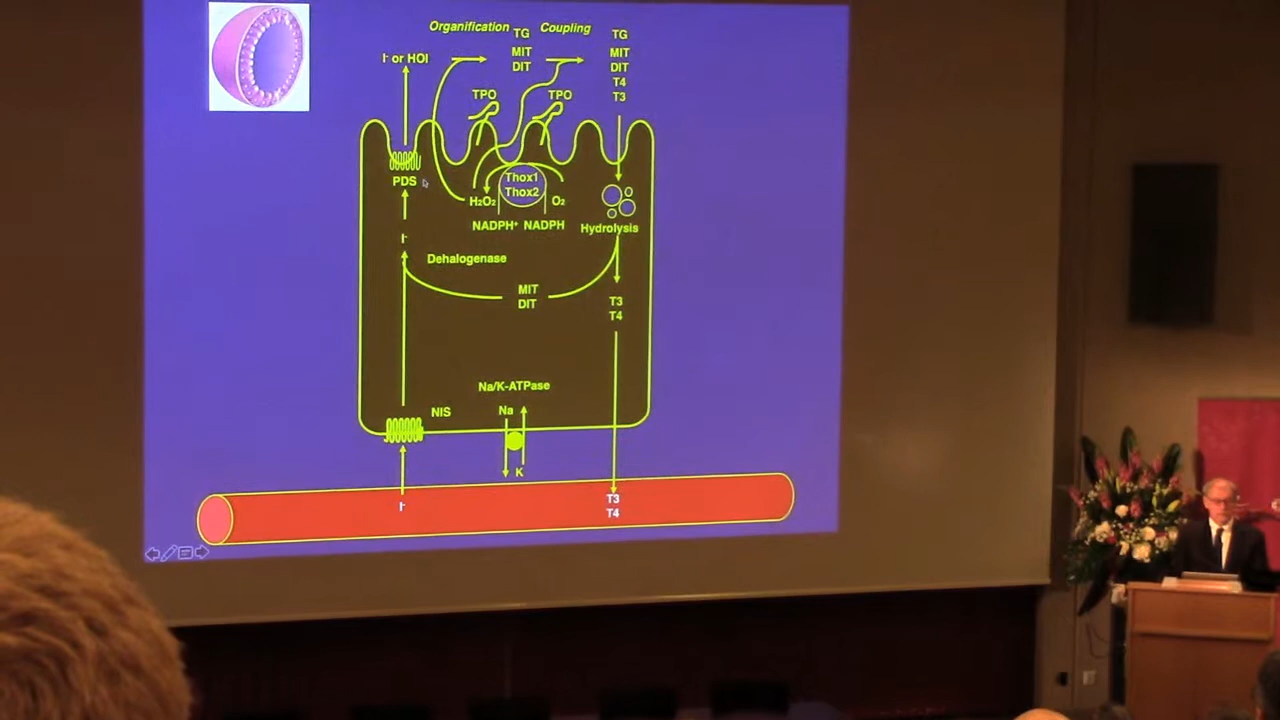 Organification
TG
MIT
DIT
Coupling
TG
MIT
DIT
T4
T3
I- or HOI
TPO
TPO
PDS
Thox1
Thox2
H2O2
O2
NADPH+ NADPH
Hydrolysis
I-
Dehalogenase
MIT
DIT
T3
T4
Na/K-ATPase
NIS
Na
K
I-
T3
T4